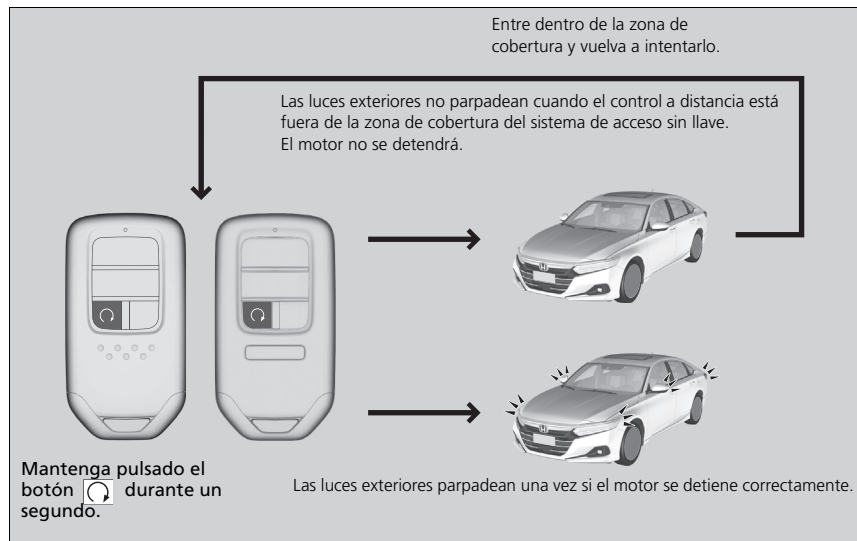 Entre dentro de la zona de
cobertura y vuelva a intentarlo.
Las luces exteriores no parpadean cuando el control a distancia está
fuera de la zona de cobertura del sistema de acceso sin llave.
El motor no se detendrá.
Mantenga pulsado el
botón durante un
segundo.
Las luces exteriores parpadean una vez si el motor se detiene correctamente.